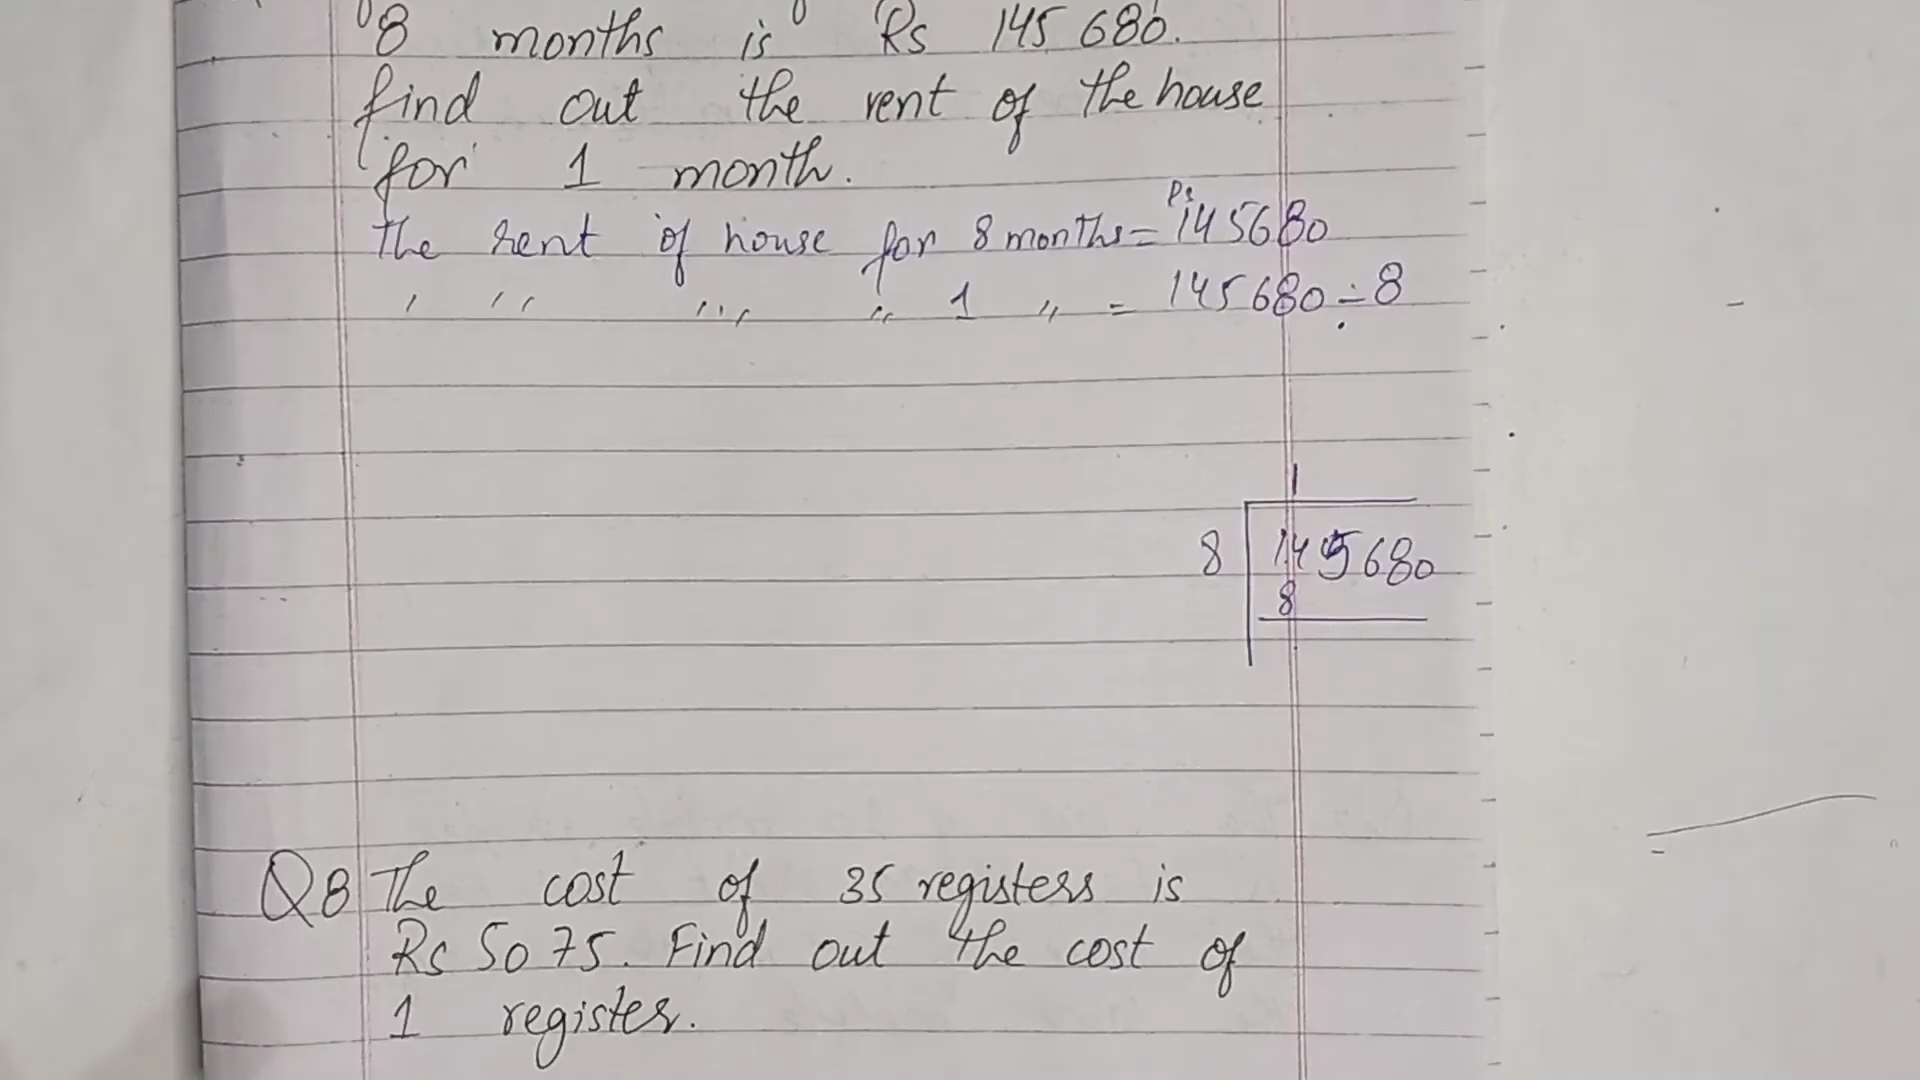 8 months is Rs 145 680.
find out the rent of the house
for 1 month.
The rent of house for 8 months = Rs 145680
" " " " 1 " = 145680 ÷ 8
1
8 145680
8
Q8 The cost of 35 registers is
Rs 5075. Find out the cost of
1 register.